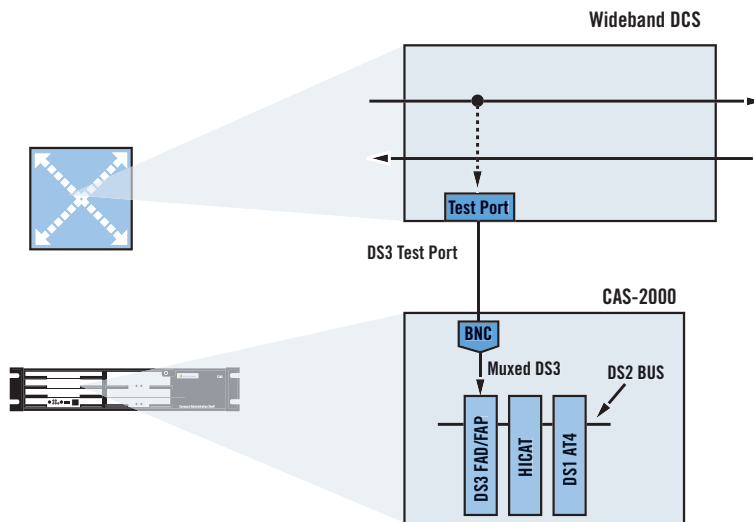 Wideband DCS
Test Port
DS3 Test Port
CAS-2000
BNC
Muxed DS3
DS2 BUS
DS3 FAD/FAP
HICAT
DS1 AT4